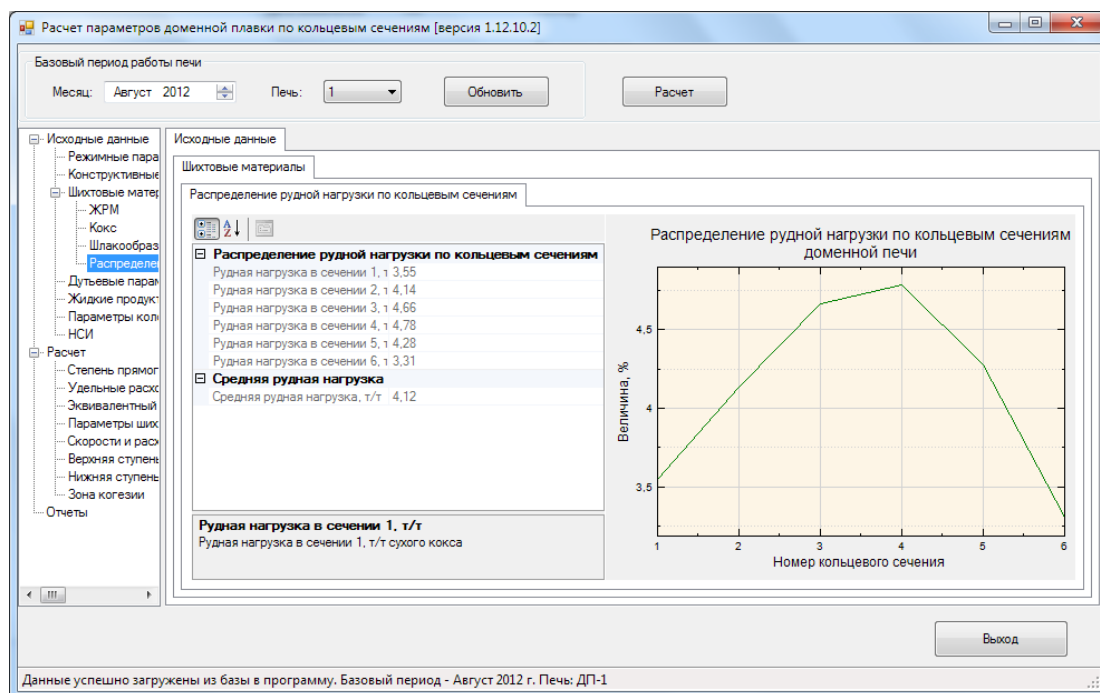 Расчет параметров доменной плавки по кольцевым сечениям [версия 1.12.10.2]
Базовый период работы печи
Месяц: Август 2012 Печь: 1 Обновить Расчет
Исходные данные
Режимные пара
Конструктивные
Шихтовые матер
ЖРМ
Кокс
Шлакообраз
Распределен
Дутьевые парам
Жидкие продукт
Параметры коло
НСИ
Расчет
Степень прямог
Удельные расхо
Эквивалентный
Параметры ших
Скорости и расх
Верхняя ступень
Нижняя ступень
Зона когезии
Отчеты
Исходные данные
Шихтовые материалы
Распределение рудной нагрузки по кольцевым сечениям
Распределение рудной нагрузки по кольцевым сечениям
Рудная нагрузка в сечении 1, т 3,55
Рудная нагрузка в сечении 2, т 4,14
Рудная нагрузка в сечении 3, т 4,66
Рудная нагрузка в сечении 4, т 4,78
Рудная нагрузка в сечении 5, т 4,28
Рудная нагрузка в сечении 6, т 3,31
Средняя рудная нагрузка
Средняя рудная нагрузка, т/т 4,12
Рудная нагрузка в сечении 1, т/т
Рудная нагрузка в сечении 1, т/т сухого кокса
Распределение рудной нагрузки по кольцевым сечениям
доменной печи
Величина, %
4,5
4
3,5
1 2 3 4 5 6
Номер кольцевого сечения
Выход
Данные успешно загружены из базы в программу. Базовый период - Август 2012 г. Печь: ДП-1